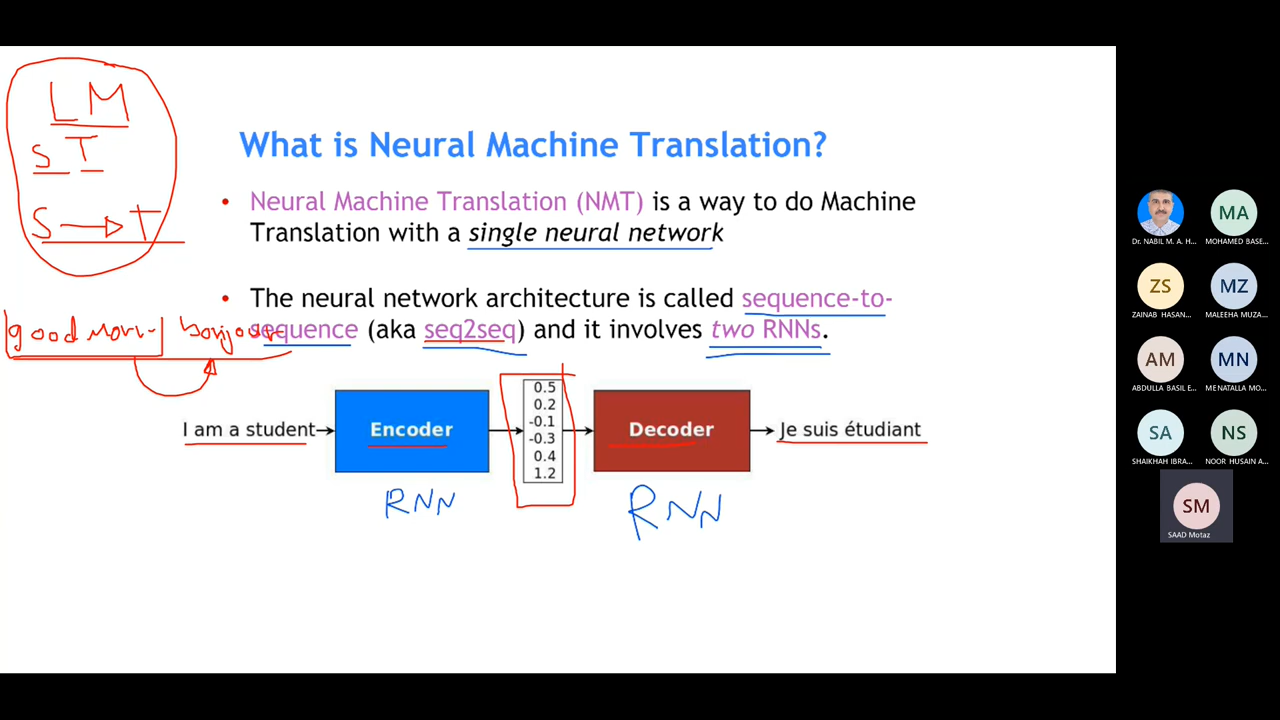 LM
S T
S → T
What is Neural Machine Translation?
• Neural Machine Translation (NMT) is a way to do Machine
Translation with a single neural network
• The neural network architecture is called sequence-to-
sequence (aka seq2seq) and it involves two RNNs.
good morn- bonjour
I am a student
Encoder
0.5
0.2
-0.1
-0.3
0.4
1.2
Decoder
Je suis étudiant
RNN
RNN
Dr. NABIL M. A. H...
MA
MOHAMED BASE...
ZS
ZAINAB HASAN...
MZ
MALEEHA MUZA...
AM
ABDULLA BASIL E...
MN
MENATALLA MO...
SA
SHAIKHAH IBRA...
NS
NOOR HUSAIN A...
SM
SAAD Motaz